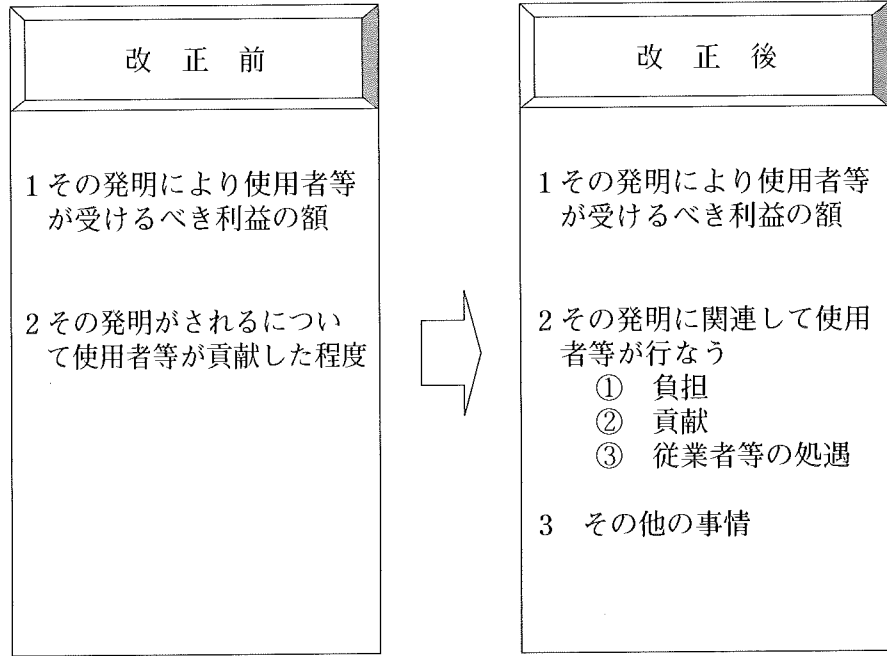 改正前
1 その発明により使用者等
が受けるべき利益の額
2 その発明がされるについ
て使用者等が貢献した程度
改正後
1 その発明により使用者等
が受けるべき利益の額
2 その発明に関連して使用
者等が行なう
① 負担
② 貢献
③ 従業者等の処遇
3 その他の事情